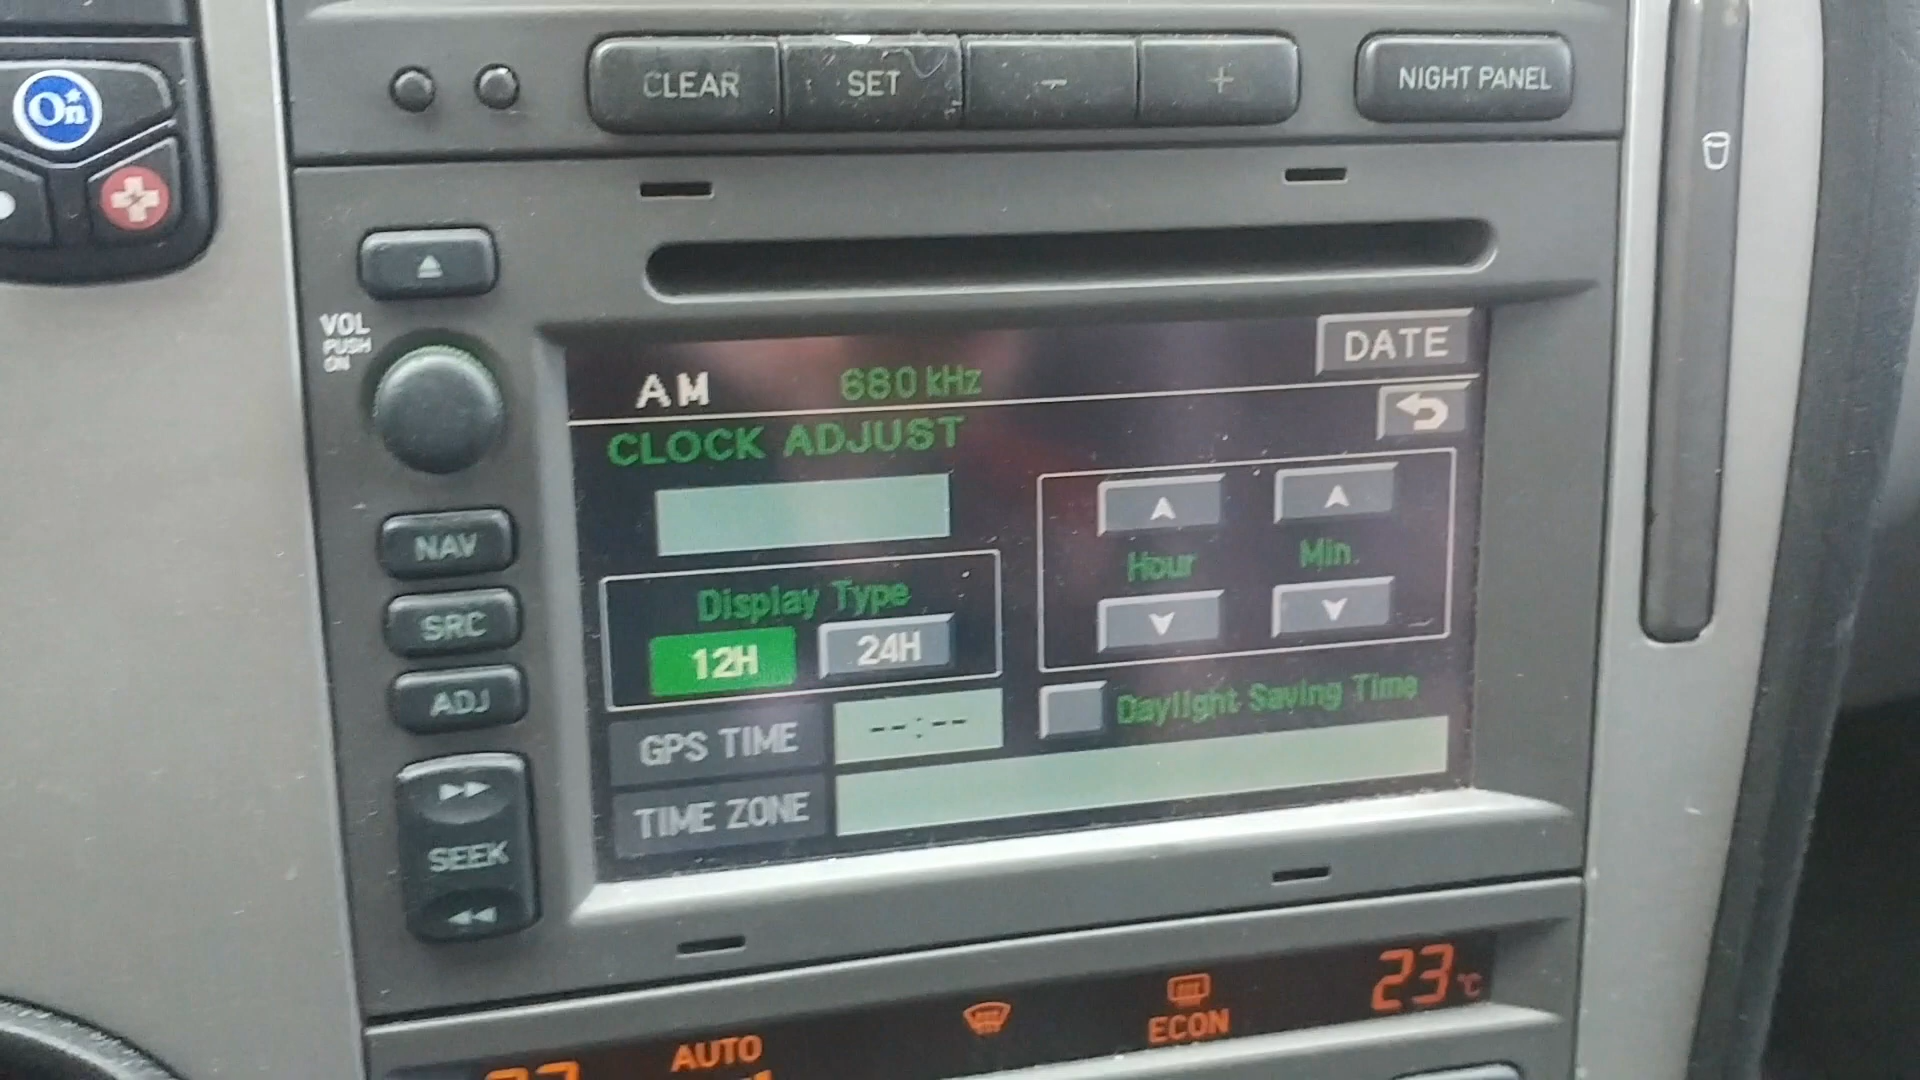 On
CLEAR SET - + NIGHT PANEL
VOL
PUSH
ON
DATE
AM 680 kHz
CLOCK ADJUST
Hour Min.
Display Type
12H 24H
Daylight Saving Time
GPS TIME --:--
TIME ZONE
NAV
SRC
ADJ
SEEK
23°C
ECON
AUTO